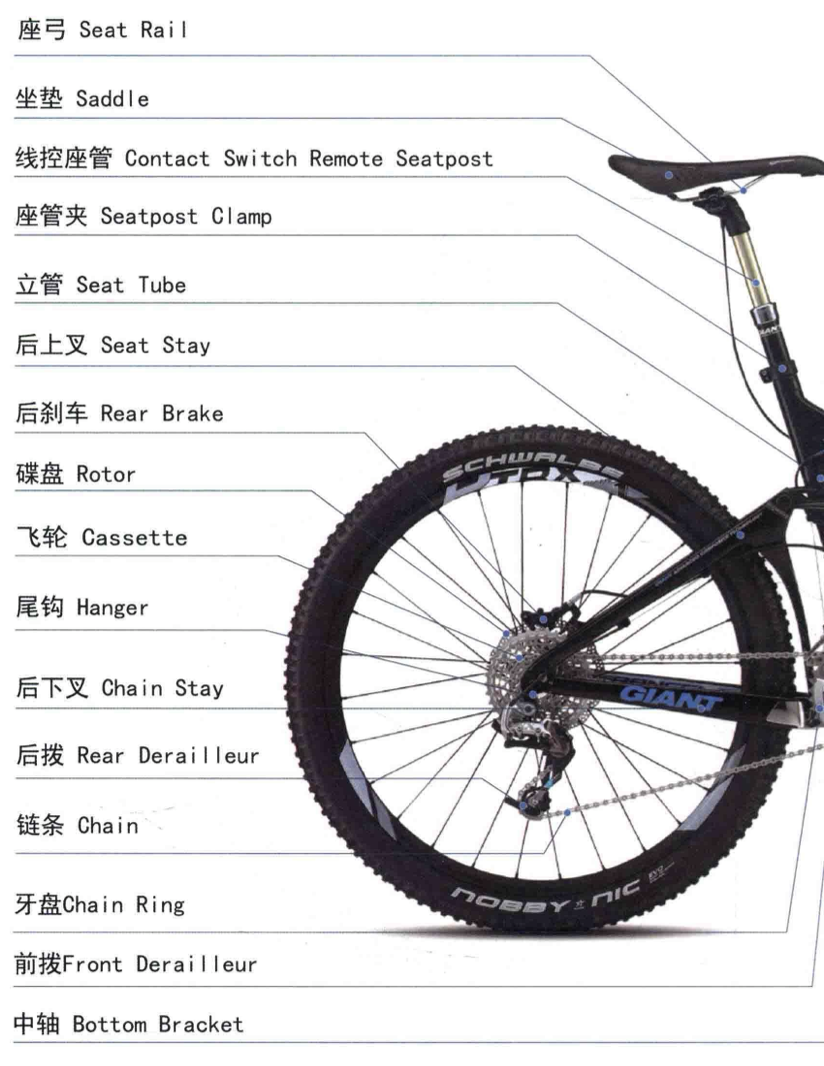 座弓 Seat Rail
坐垫 Saddle
线控座管 Contact Switch Remote Seatpost
座管夹 Seatpost Clamp
立管 Seat Tube
后上叉 Seat Stay
后刹车 Rear Brake
碟盘 Rotor
飞轮 Cassette
尾钩 Hanger
后下叉 Chain Stay
后拨 Rear Derailleur
链条 Chain
牙盘Chain Ring
前拨Front Derailleur
中轴 Bottom Bracket
SCHWALBE
GIANT
NOBBY NIC